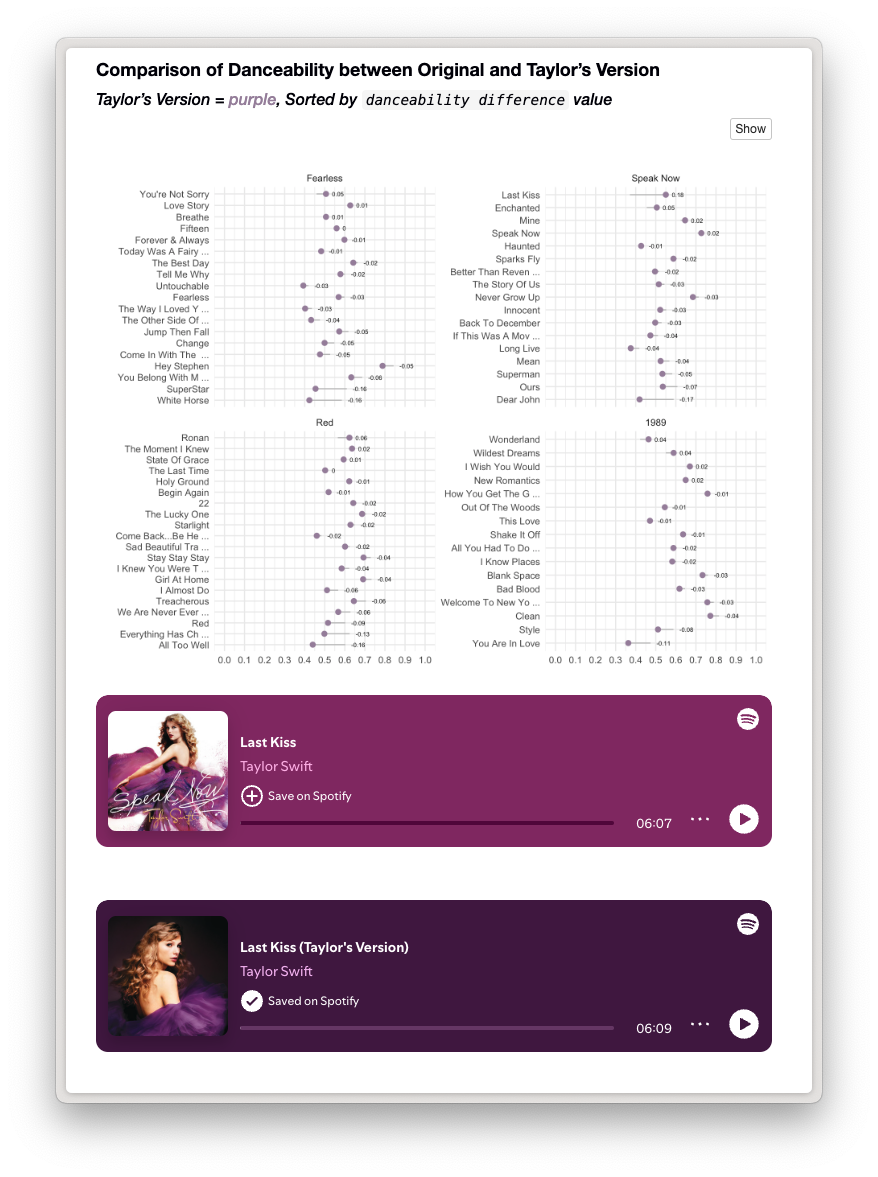 Comparison of Danceability between Original and Taylor’s Version
Taylor’s Version = purple, Sorted by danceability difference value
Show
Fearless
You're Not Sorry 0.05
Love Story 0.01
Breathe 0.01
Fifteen 0
Forever & Always -0.01
Today Was A Fairy ... -0.01
The Best Day -0.02
Tell Me Why -0.02
Untouchable -0.03
Fearless -0.03
The Way I Loved Y ... -0.03
The Other Side Of ... -0.04
Jump Then Fall -0.05
Change -0.05
Come In With The ... -0.05
Hey Stephen -0.05
You Belong With M ... -0.06
SuperStar -0.16
White Horse -0.16
Speak Now
Last Kiss 0.18
Enchanted 0.05
Mine 0.02
Speak Now 0.02
Haunted -0.01
Sparks Fly -0.02
Better Than Reven ... -0.02
The Story Of Us -0.03
Never Grow Up -0.03
Innocent -0.03
Back To December -0.03
If This Was A Mov ... -0.04
Long Live -0.04
Mean -0.04
Superman -0.05
Ours -0.07
Dear John -0.17
Red
Ronan 0.06
The Moment I Knew 0.02
State Of Grace 0.01
The Last Time 0
Holy Ground -0.01
Begin Again -0.01
22 -0.02
The Lucky One -0.02
Starlight -0.02
Come Back...Be He ... -0.02
Sad Beautiful Tra ... -0.02
Stay Stay Stay -0.04
I Knew You Were T ... -0.04
Girl At Home -0.04
I Almost Do -0.06
Treacherous -0.06
We Are Never Ever ... -0.06
Red -0.09
Everything Has Ch ... -0.13
All Too Well -0.16
0.0 0.1 0.2 0.3 0.4 0.5 0.6 0.7 0.8 0.9 1.0
1989
Wonderland 0.04
Wildest Dreams 0.04
I Wish You Would 0.02
New Romantics 0.02
How You Get The G ... -0.01
Out Of The Woods -0.01
This Love -0.01
Shake It Off -0.01
All You Had To Do ... -0.02
I Know Places -0.02
Blank Space -0.03
Bad Blood -0.03
Welcome To New Yo ... -0.03
Clean -0.04
Style -0.08
You Are In Love -0.11
0.0 0.1 0.2 0.3 0.4 0.5 0.6 0.7 0.8 0.9 1.0
Speak Now
Taylor Swift
Last Kiss
Taylor Swift
Save on Spotify
06:07
Last Kiss (Taylor's Version)
Taylor Swift
Saved on Spotify
06:09